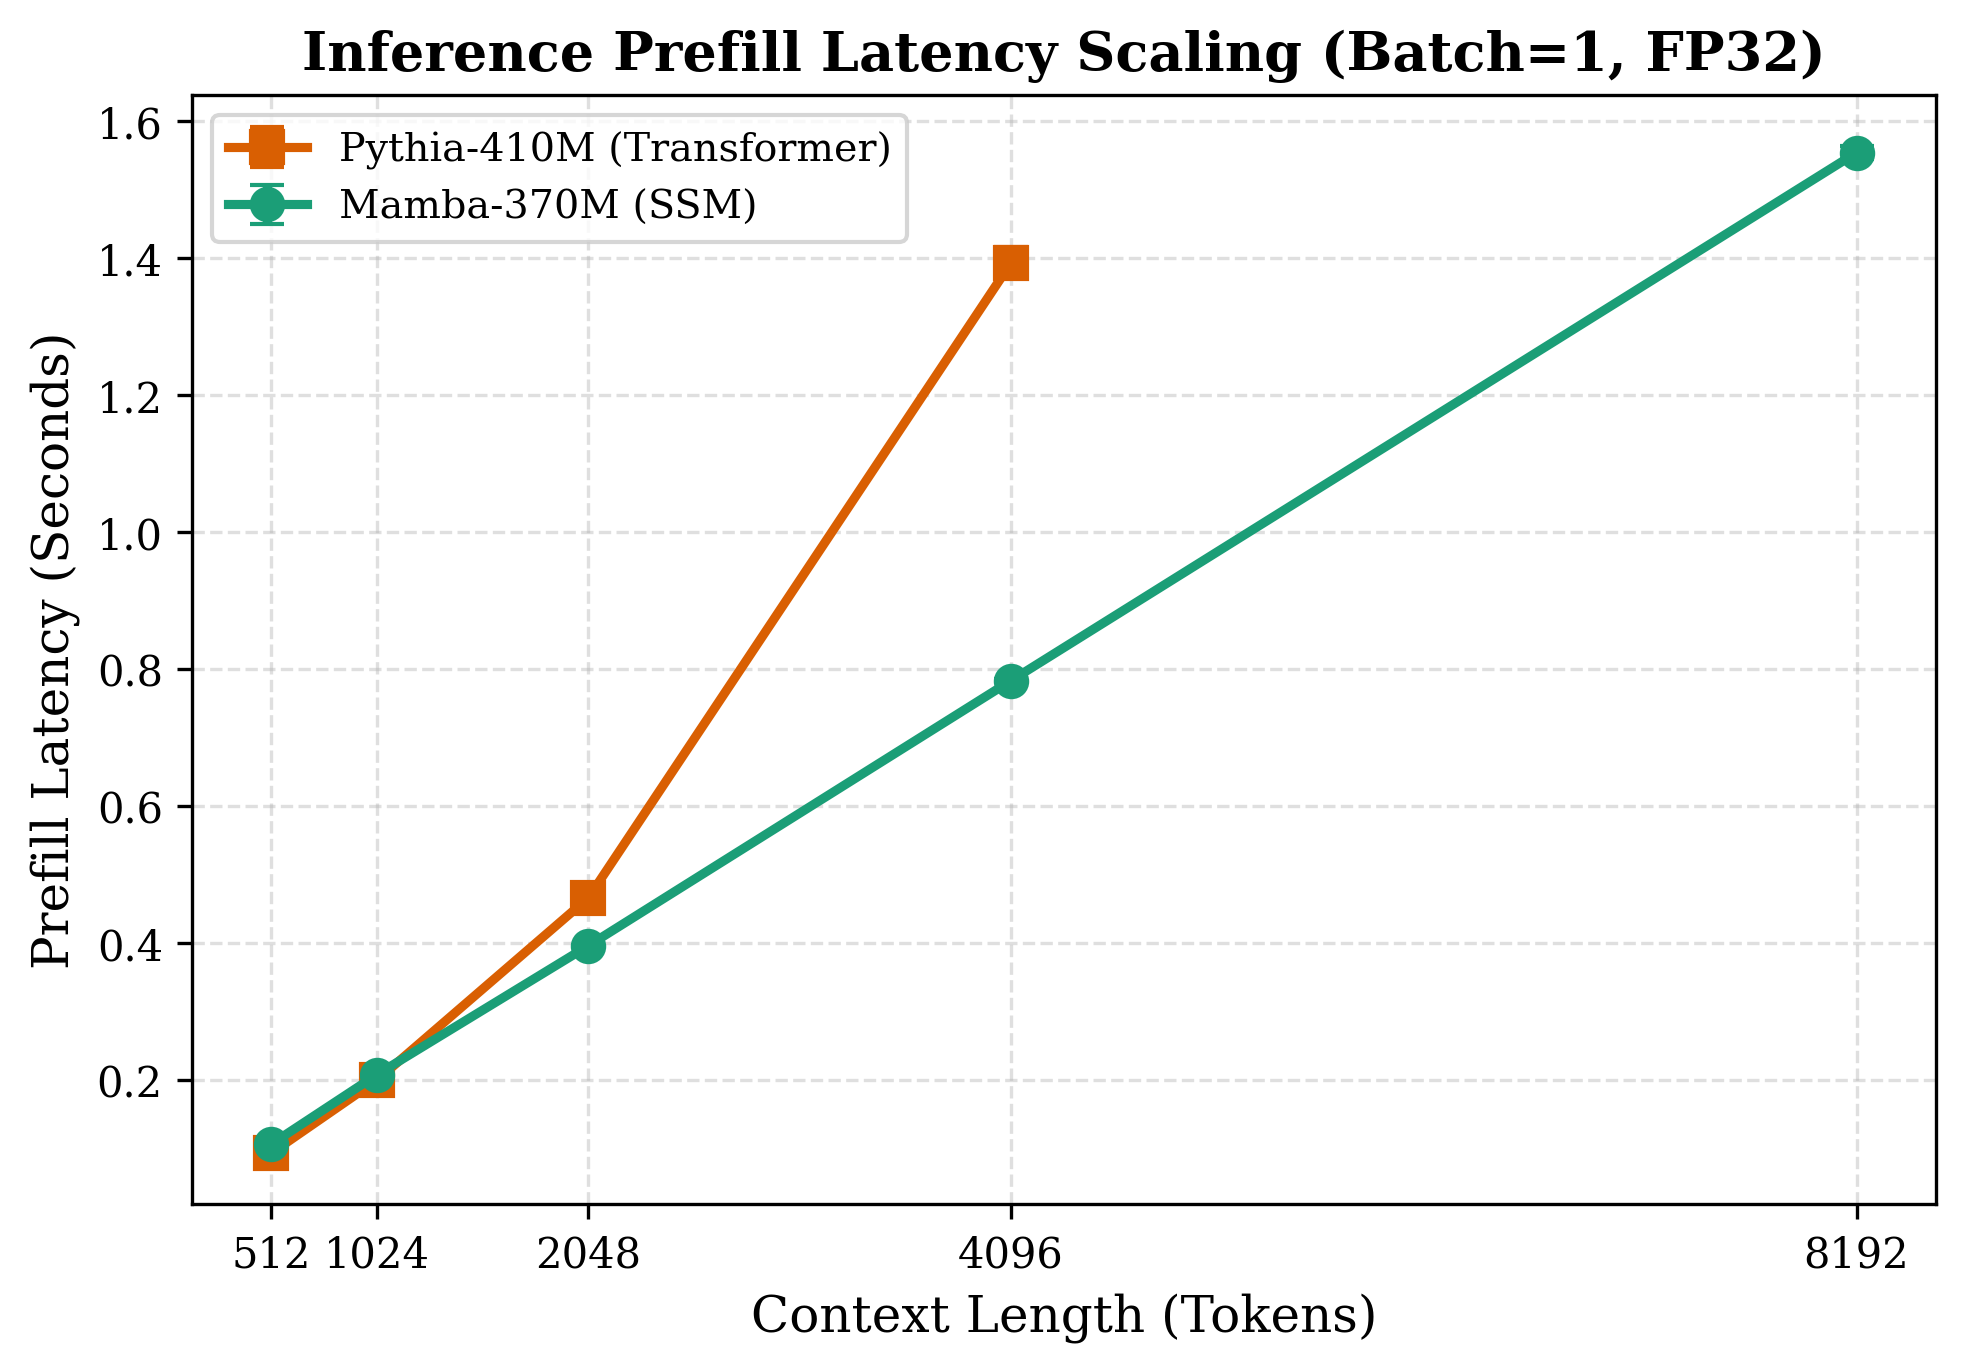 Inference Prefill Latency Scaling (Batch=1, FP32)
Pythia-410M (Transformer)
Mamba-370M (SSM)
Prefill Latency (Seconds)
1.6
1.4
1.2
1.0
0.8
0.6
0.4
0.2
512 1024 2048 4096 8192
Context Length (Tokens)